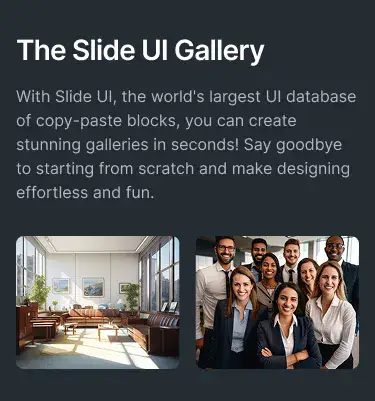 The Slide UI Gallery
With Slide UI, the world's largest UI database
of copy-paste blocks, you can create
stunning galleries in seconds! Say goodbye
to starting from scratch and make designing
effortless and fun.